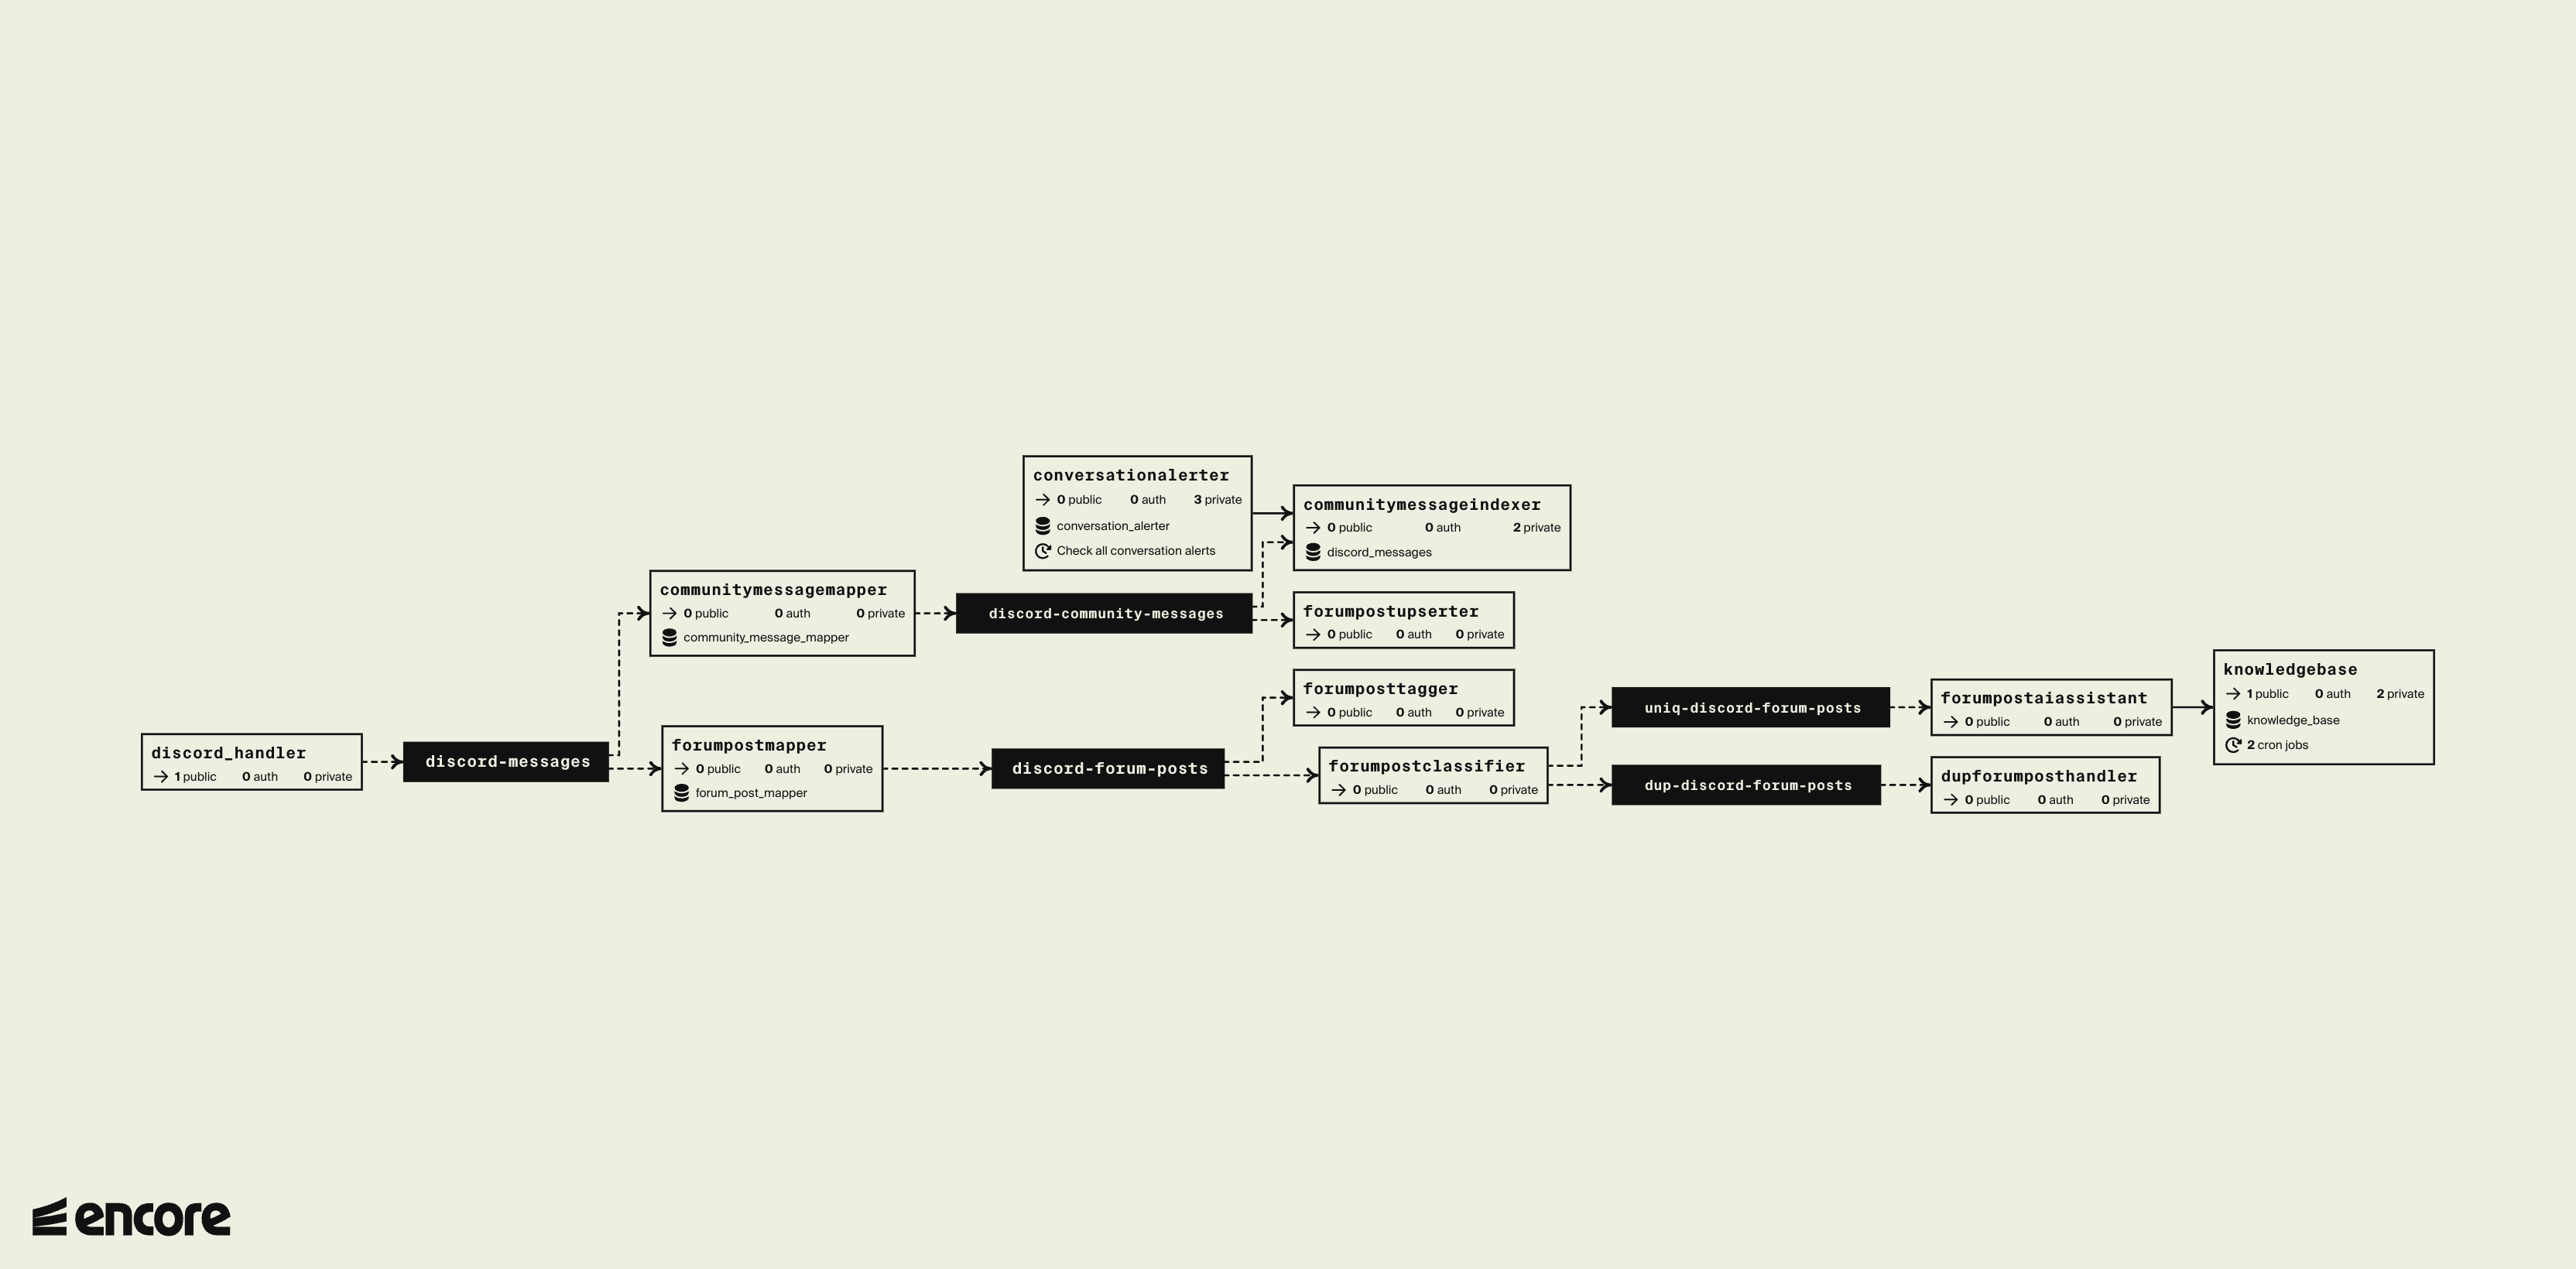 conversationalerter
0 public 0 auth 3 private
conversation_alerter
Check all conversation alerts
communitymessageindexer
0 public 0 auth 2 private
discord_messages
communitymessagemapper
0 public 0 auth 0 private
community_message_mapper
discord-community-messages
forumpostupserter
0 public 0 auth 0 private
discord_handler
1 public 0 auth 0 private
discord-messages
forumpostmapper
0 public 0 auth 0 private
forum_post_mapper
discord-forum-posts
forumposttagger
0 public 0 auth 0 private
forumpostclassifier
0 public 0 auth 0 private
uniq-discord-forum-posts
dup-discord-forum-posts
forumpostaiassistant
0 public 0 auth 0 private
dupforumposthandler
0 public 0 auth 0 private
knowledgebase
1 public 0 auth 2 private
knowledge_base
2 cron jobs
encore